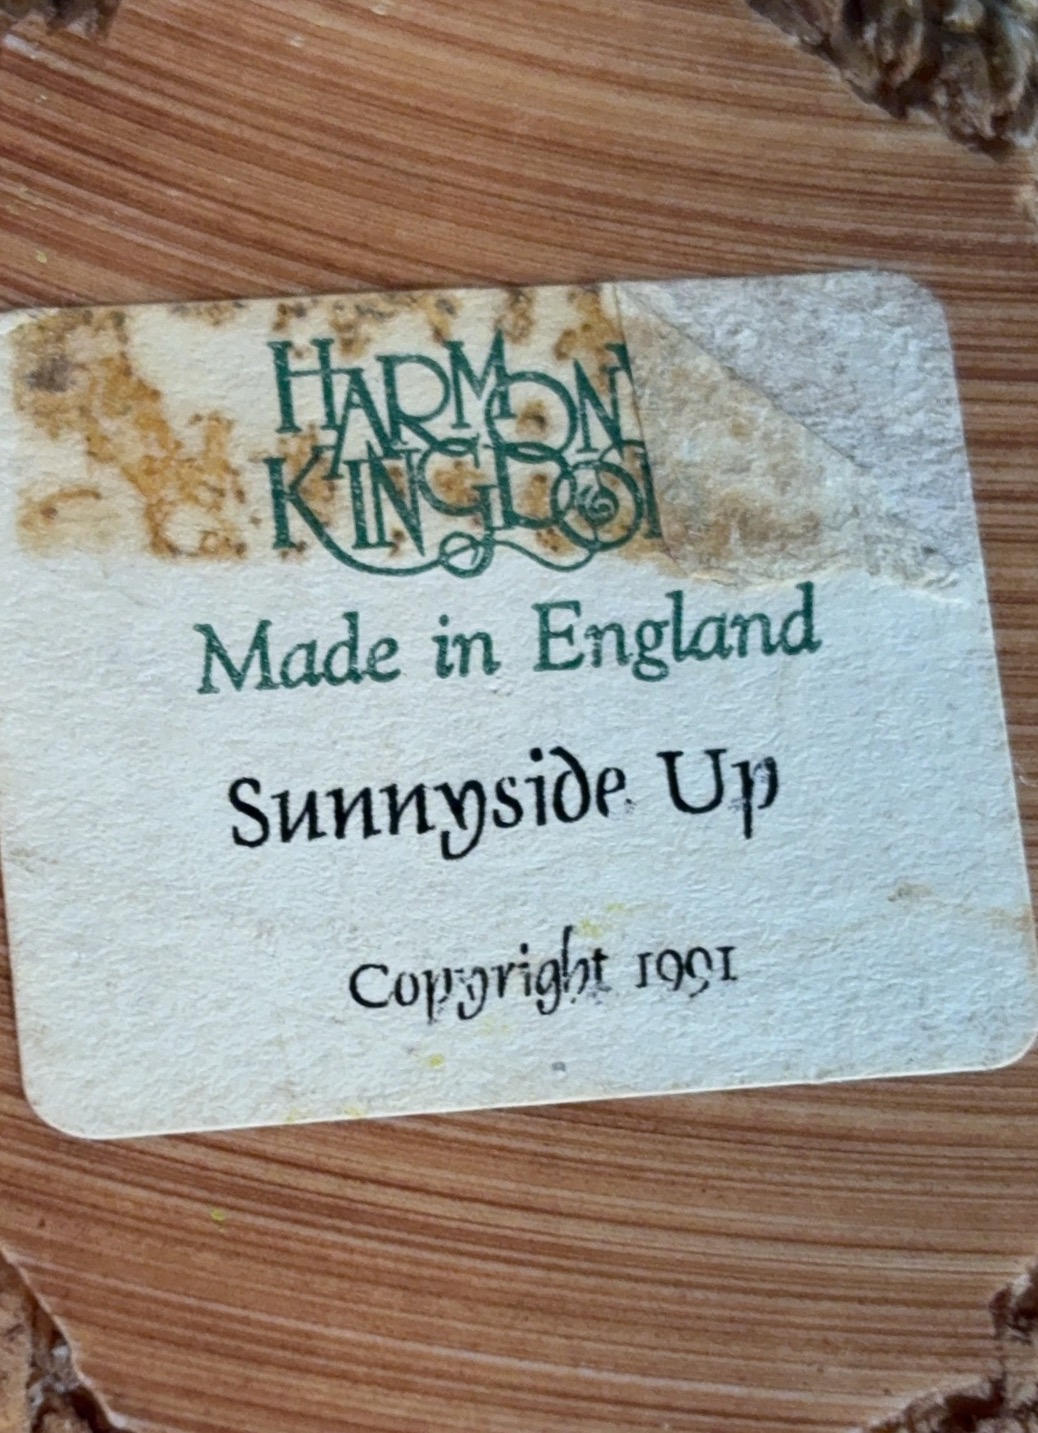 HARMON
KINGDO
Made in England
Sunnyside Up
Copyright 1991